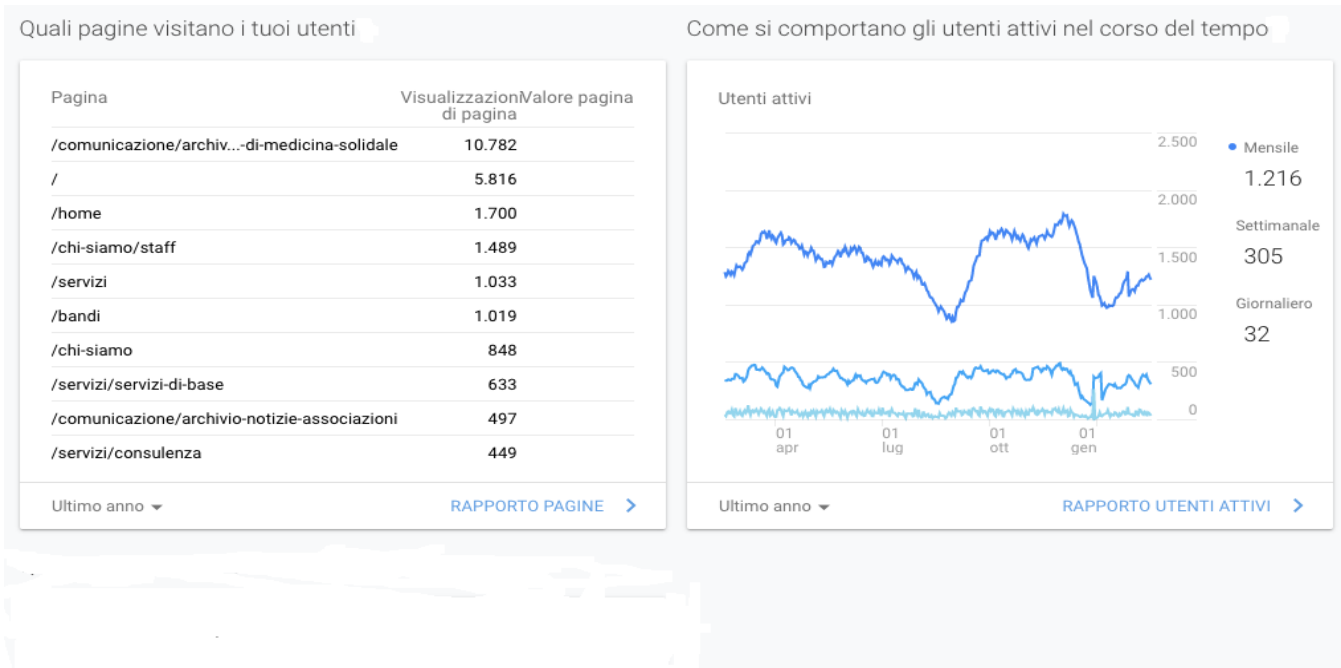 Quali pagine visitano i tuoi utenti
Pagina Visualizzazioni Valore pagina
di pagina
/comunicazione/archiv...-di-medicina-solidale 10.782
/ 5.816
/home 1.700
/chi-siamo/staff 1.489
/servizi 1.033
/bandi 1.019
/chi-siamo 848
/servizi/servizi-di-base 633
/comunicazione/archivio-notizie-associazioni 497
/servizi/consulenza 449
Ultimo anno RAPPORTO PAGINE
Come si comportano gli utenti attivi nel corso del tempo
Utenti attivi
2.500
2.000
1.500
1.000
500
0
01 01 01 01
apr lug ott gen
Mensile
1.216
Settimanale
305
Giornaliero
32
Ultimo anno RAPPORTO UTENTI ATTIVI